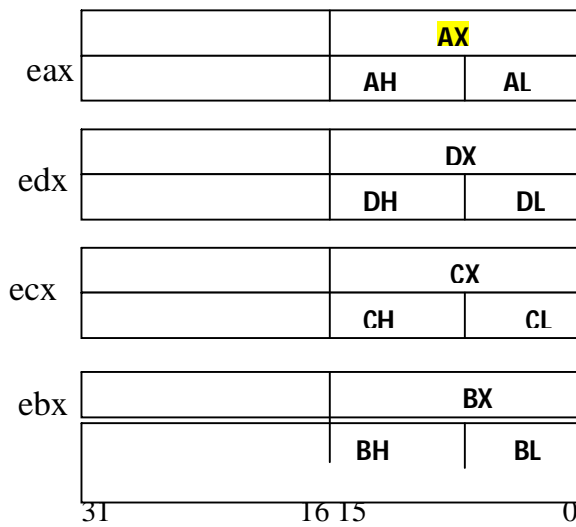 AX
eax
AH AL
DX
edx
DH DL
CX
ecx
CH CL
ebx BX
BH BL
31 16 15 0